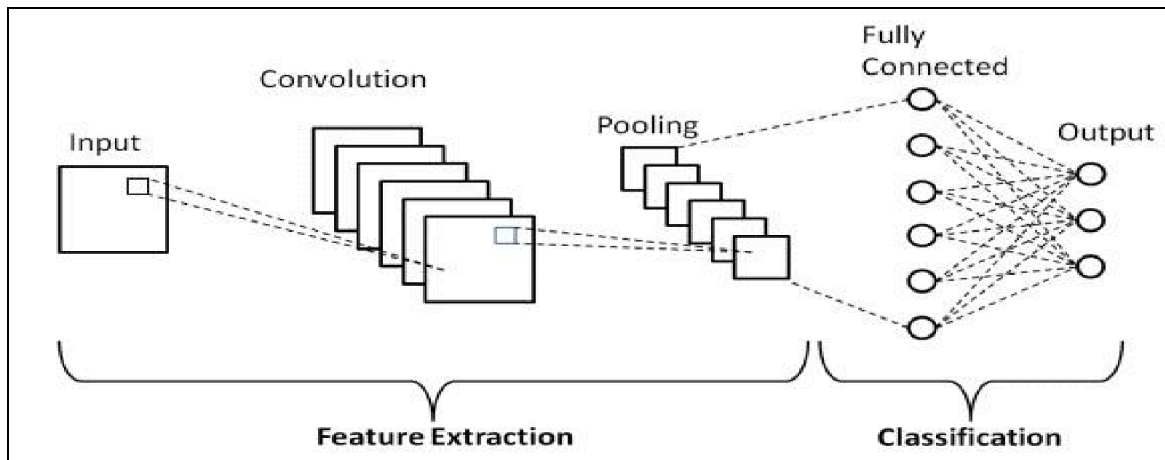 Input
Convolution
Pooling
Fully
Connected
Output
Feature Extraction
Classification